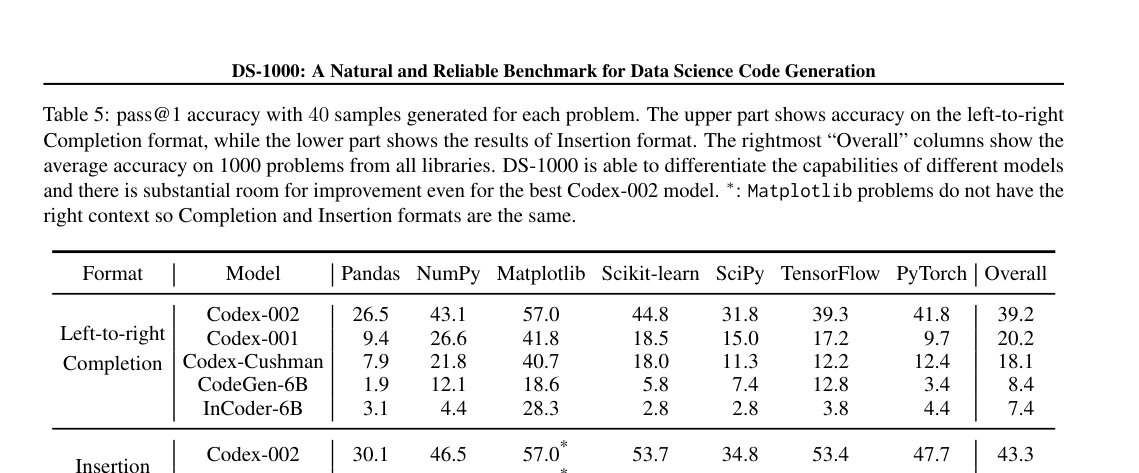 DS-1000: A Natural and Reliable Benchmark for Data Science Code Generation
Table 5: pass@1 accuracy with 40 samples generated for each problem. The upper part shows accuracy on the left-to-right
Completion format, while the lower part shows the results of Insertion format. The rightmost “Overall” columns show the
average accuracy on 1000 problems from all libraries. DS-1000 is able to differentiate the capabilities of different models
and there is substantial room for improvement even for the best Codex-002 model. *: Matplotlib problems do not have the
right context so Completion and Insertion formats are the same.
Format Model Pandas NumPy Matplotlib Scikit-learn SciPy TensorFlow PyTorch Overall
Left-to-right Completion
Codex-002 26.5 43.1 57.0 44.8 31.8 39.3 41.8 39.2
Codex-001 9.4 26.6 41.8 18.5 15.0 17.2 9.7 20.2
Codex-Cushman 7.9 21.8 40.7 18.0 11.3 12.2 12.4 18.1
CodeGen-6B 1.9 12.1 18.6 5.8 7.4 12.8 3.4 8.4
InCoder-6B 3.1 4.4 28.3 2.8 2.8 3.8 4.4 7.4
Insertion
Codex-002 30.1 46.5 57.0* 53.7 34.8 53.4 47.7 43.3